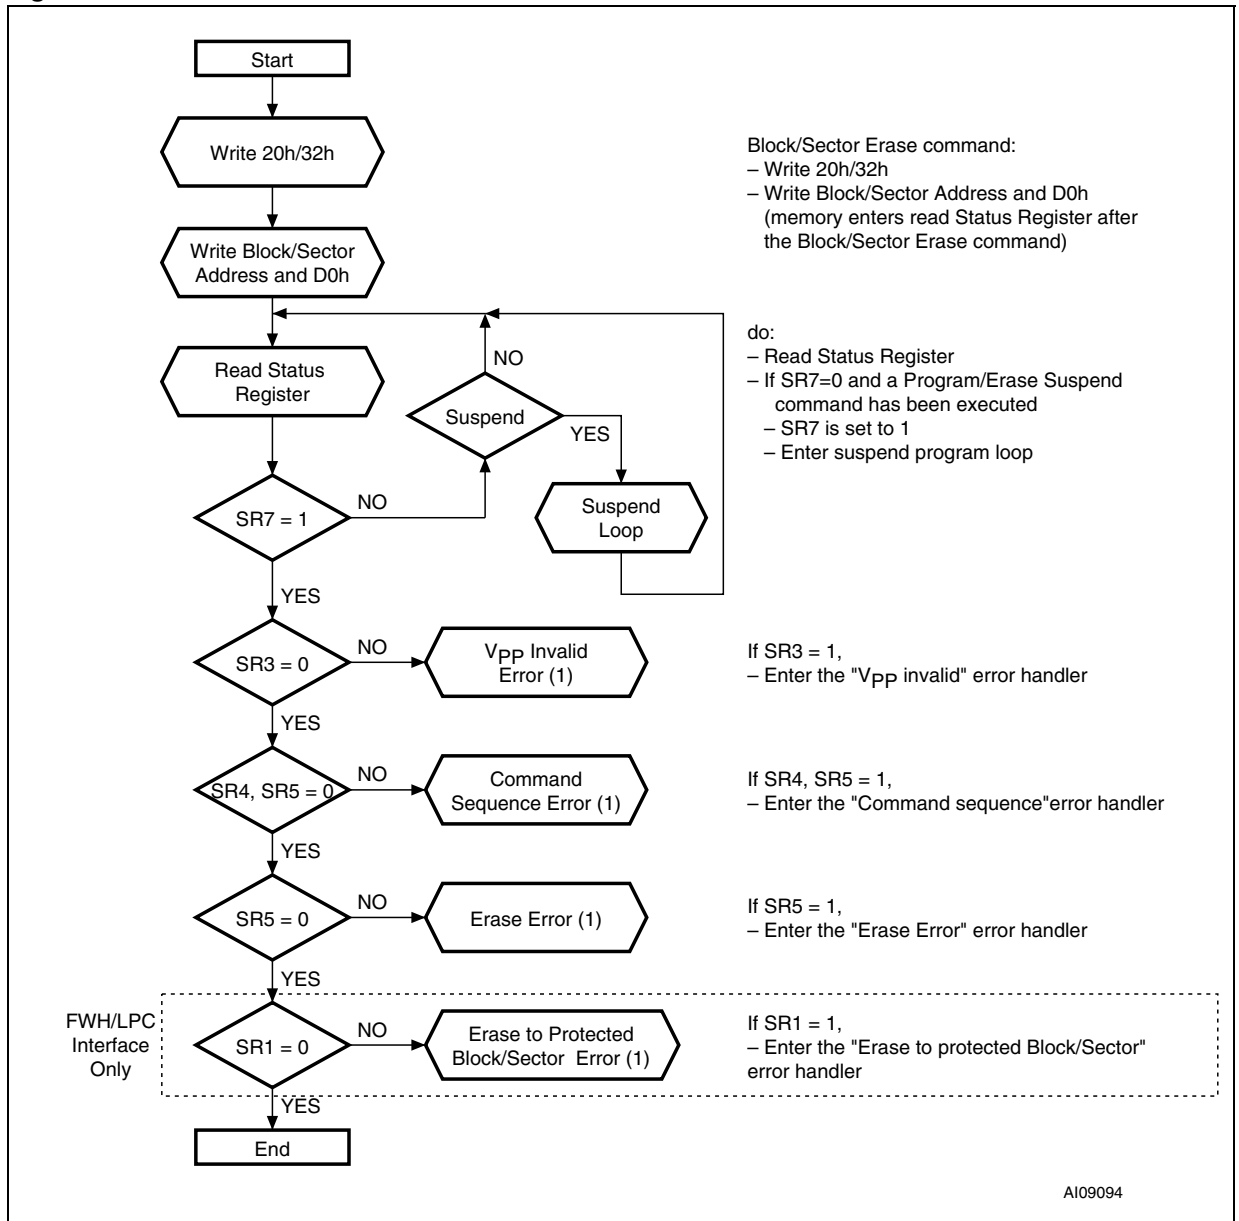 Start
Write 20h/32h
Block/Sector Erase command:
– Write 20h/32h
– Write Block/Sector Address and D0h
(memory enters read Status Register after
the Block/Sector Erase command)
Write Block/Sector
Address and D0h
do:
– Read Status Register
– If SR7=0 and a Program/Erase Suspend
command has been executed
– SR7 is set to 1
– Enter suspend program loop
Read Status
Register
NO
Suspend
YES
SR7 = 1
NO
Suspend
Loop
YES
SR3 = 0
NO
VPP Invalid
Error (1)
If SR3 = 1,
– Enter the "VPP invalid" error handler
YES
SR4, SR5 = 0
NO
Command
Sequence Error (1)
If SR4, SR5 = 1,
– Enter the "Command sequence"error handler
YES
SR5 = 0
NO
Erase Error (1)
If SR5 = 1,
– Enter the "Erase Error" error handler
YES
FWH/LPC
Interface
Only
SR1 = 0
NO
Erase to Protected
Block/Sector Error (1)
If SR1 = 1,
– Enter the "Erase to protected Block/Sector"
error handler
YES
End
AI09094